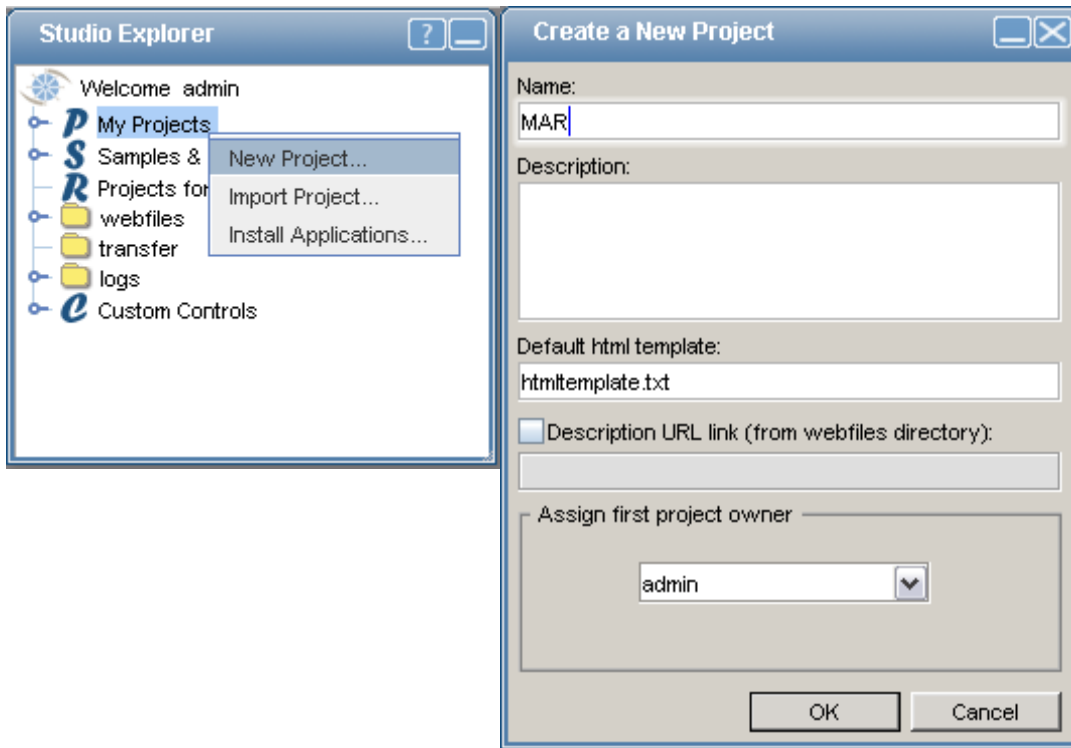 Studio Explorer
?
Welcome admin
P My Projects
S Samples &
R Projects for
webfiles
transfer
logs
C Custom Controls
New Project...
Import Project...
Install Applications...
Create a New Project
Name:
MAR
Description:
Default html template:
htmltemplate.txt
Description URL link (from webfiles directory):
Assign first project owner
admin
OK
Cancel